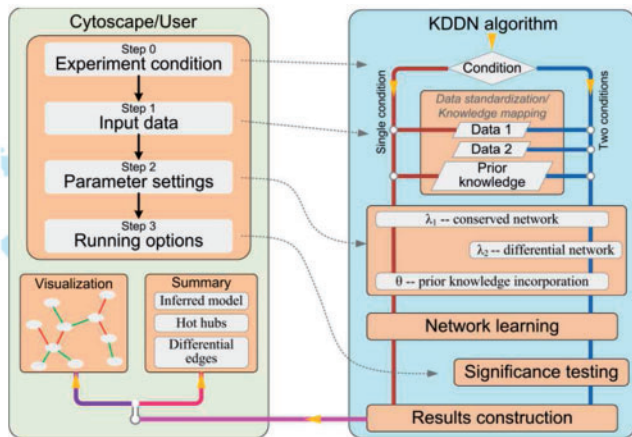 Cytoscape/User
Step 0
Experiment condition
Step 1
Input data
Step 2
Parameter settings
Step 3
Running options
Visualization
Summary
Inferred model
Hot hubs
Differential
edges
KDDN algorithm
Condition
Single condition
Two conditions
Data standardization/
Knowledge mapping
Data 1
Data 2
Prior
knowledge
λ₁ -- conserved network
λ₂ -- differential network
θ -- prior knowledge incorporation
Network learning
Significance testing
Results construction